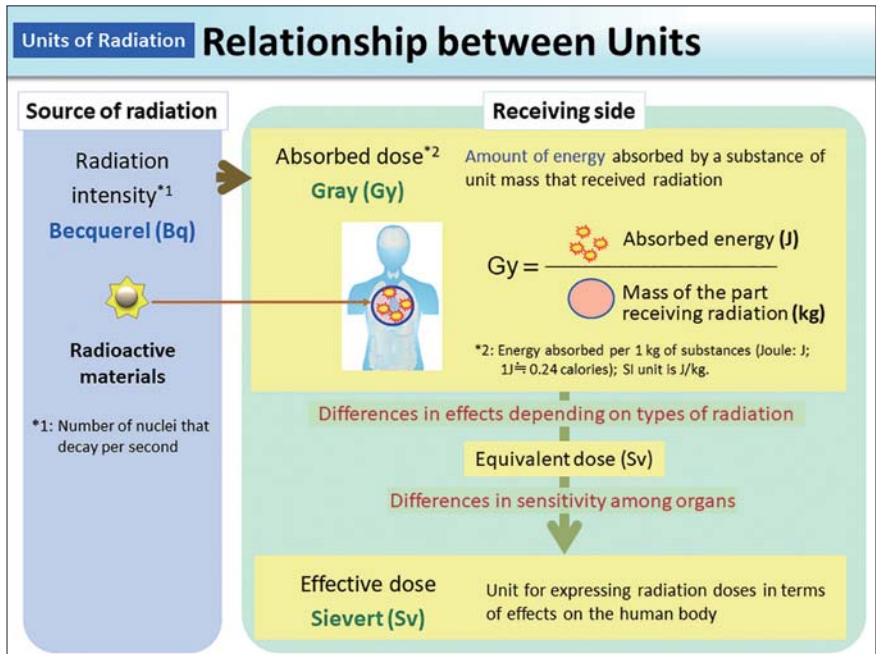 Units of Radiation
Relationship between Units
Source of radiation
Radiation
intensity*1
Becquerel (Bq)
Radioactive
materials
*1: Number of nuclei that
decay per second
Receiving side
Absorbed dose*2
Gray (Gy)
Amount of energy absorbed by a substance of
unit mass that received radiation
Gy =
Absorbed energy (J)
Mass of the part
receiving radiation (kg)
*2: Energy absorbed per 1 kg of substances (Joule: J;
1J≒0.24 calories); SI unit is J/kg.
Differences in effects depending on types of radiation
Equivalent dose (Sv)
Differences in sensitivity among organs
Effective dose
Sievert (Sv)
Unit for expressing radiation doses in terms
of effects on the human body